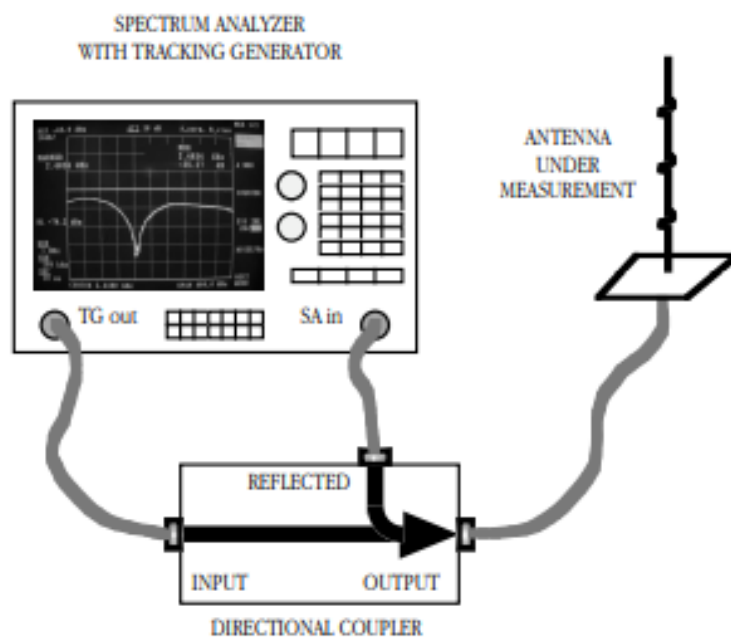 SPECTRUM ANALYZER
WITH TRACKING GENERATOR
ANTENNA
UNDER
MEASUREMENT
TG out
SA in
REFLECTED
INPUT
OUTPUT
DIRECTIONAL COUPLER